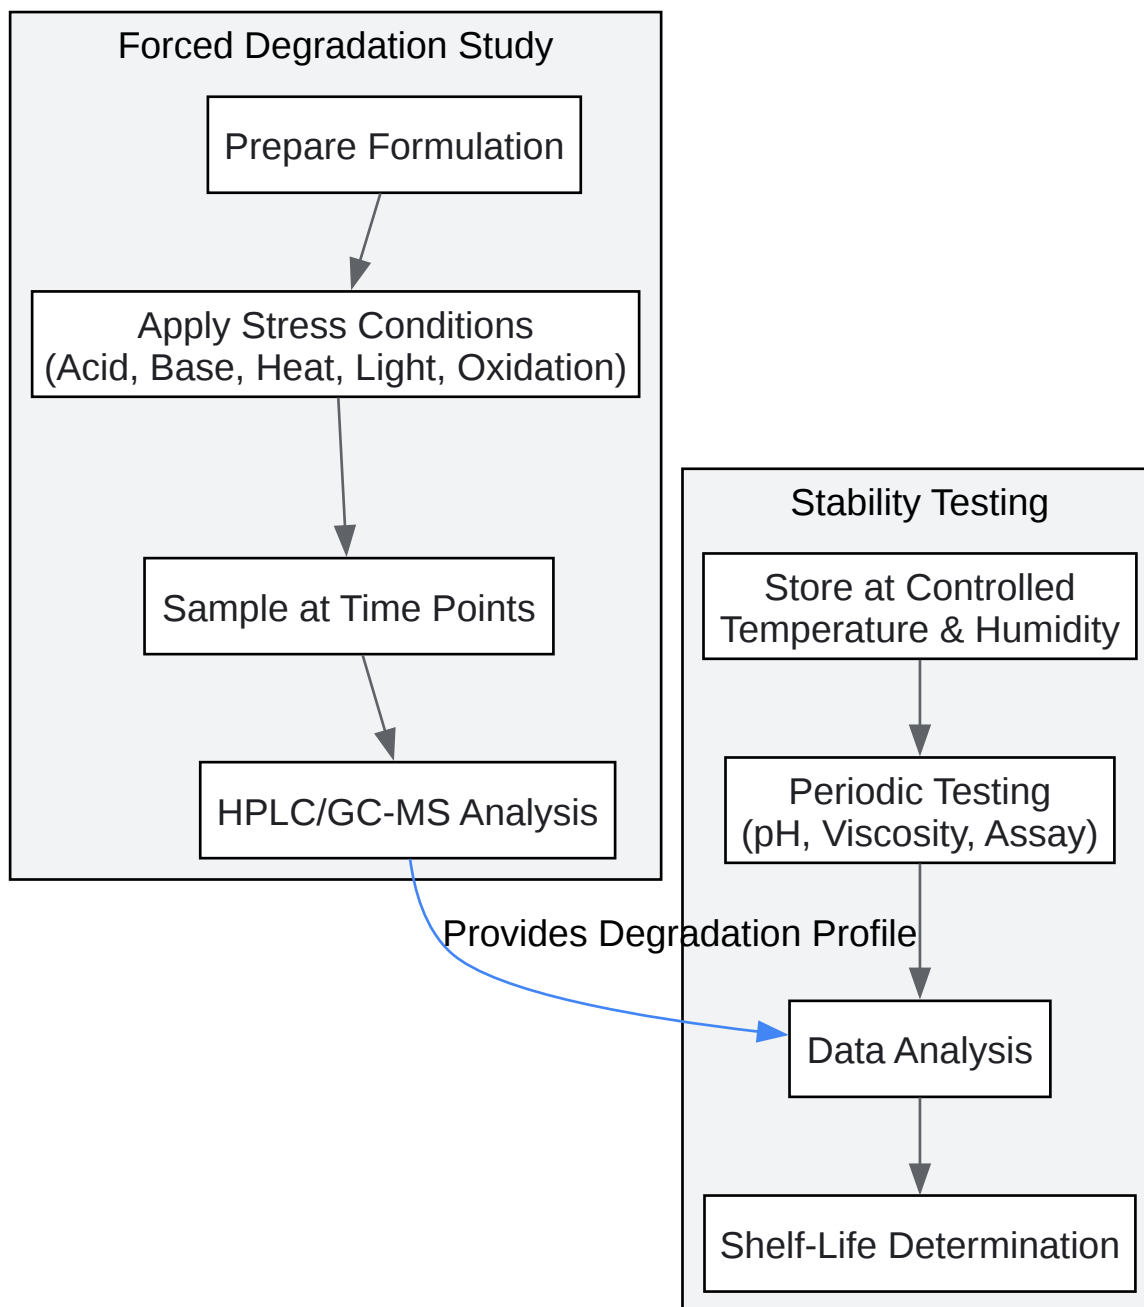 Forced Degradation Study
Prepare Formulation
Apply Stress Conditions
(Acid, Base, Heat, Light, Oxidation)
Sample at Time Points
HPLC/GC-MS Analysis
Provides Degradation Profile
Stability Testing
Store at Controlled
Temperature & Humidity
Periodic Testing
(pH, Viscosity, Assay)
Data Analysis
Shelf-Life Determination